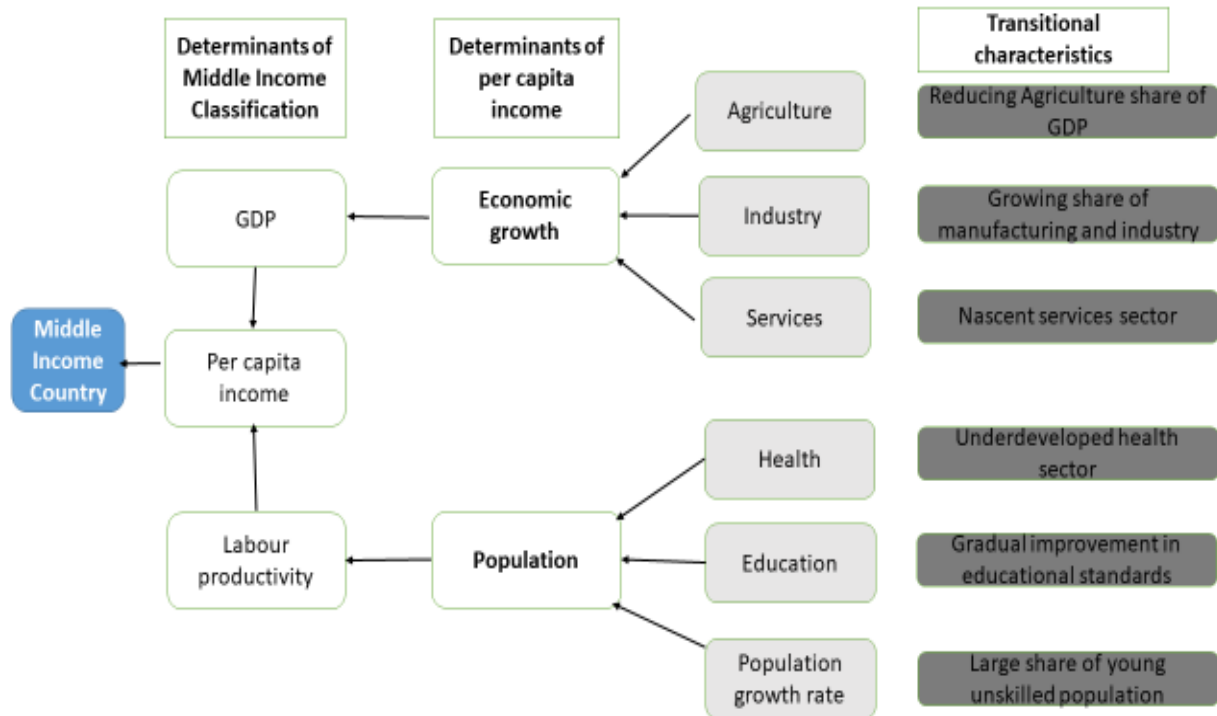 Determinants of
Middle Income
Classification
Determinants of
per capita
income
Transitional
characteristics
Agriculture
Reducing Agriculture share of
GDP
GDP
Economic
growth
Industry
Growing share of
manufacturing and industry
Services
Nascent services sector
Middle
Income
Country
Per capita
income
Health
Underdeveloped health
sector
Labour
productivity
Population
Education
Gradual improvement in
educational standards
Population
growth rate
Large share of young
unskilled population